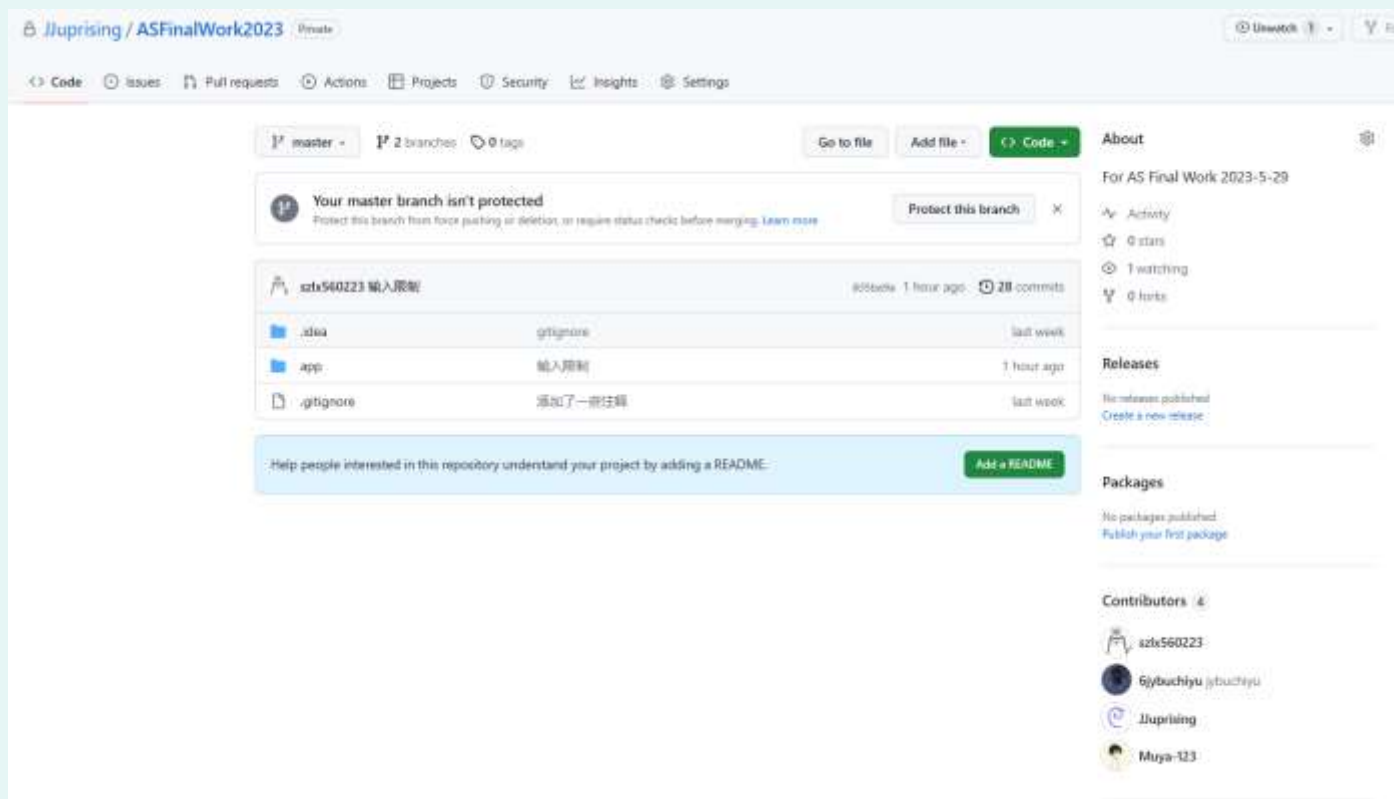 JJuprising / ASFinalWork2023 Private
Unwatch 1
Code Issues Pull requests Actions Projects Security Insights Settings
master 2 branches 0 tags Go to file Add file Code
Your master branch isn't protected
Protect this branch from force pushing or deletion, or require status checks before merging. Learn more
Protect this branch
szlx560223 输入限制 1 hour ago 28 commits
.idea gitignore last week
app 输入限制 1 hour ago
.gitignore 添加了一些注释 last week
Help people interested in this repository understand your project by adding a README.
Add a README
About
For AS Final Work 2023-5-29
Activity
0 stars
1 watching
0 forks
Releases
No releases published
Create a new release
Packages
No packages published
Publish your first package
Contributors 4
szlx560223
6jybuchiyu jybuchiyu
JJuprising
Muya-123